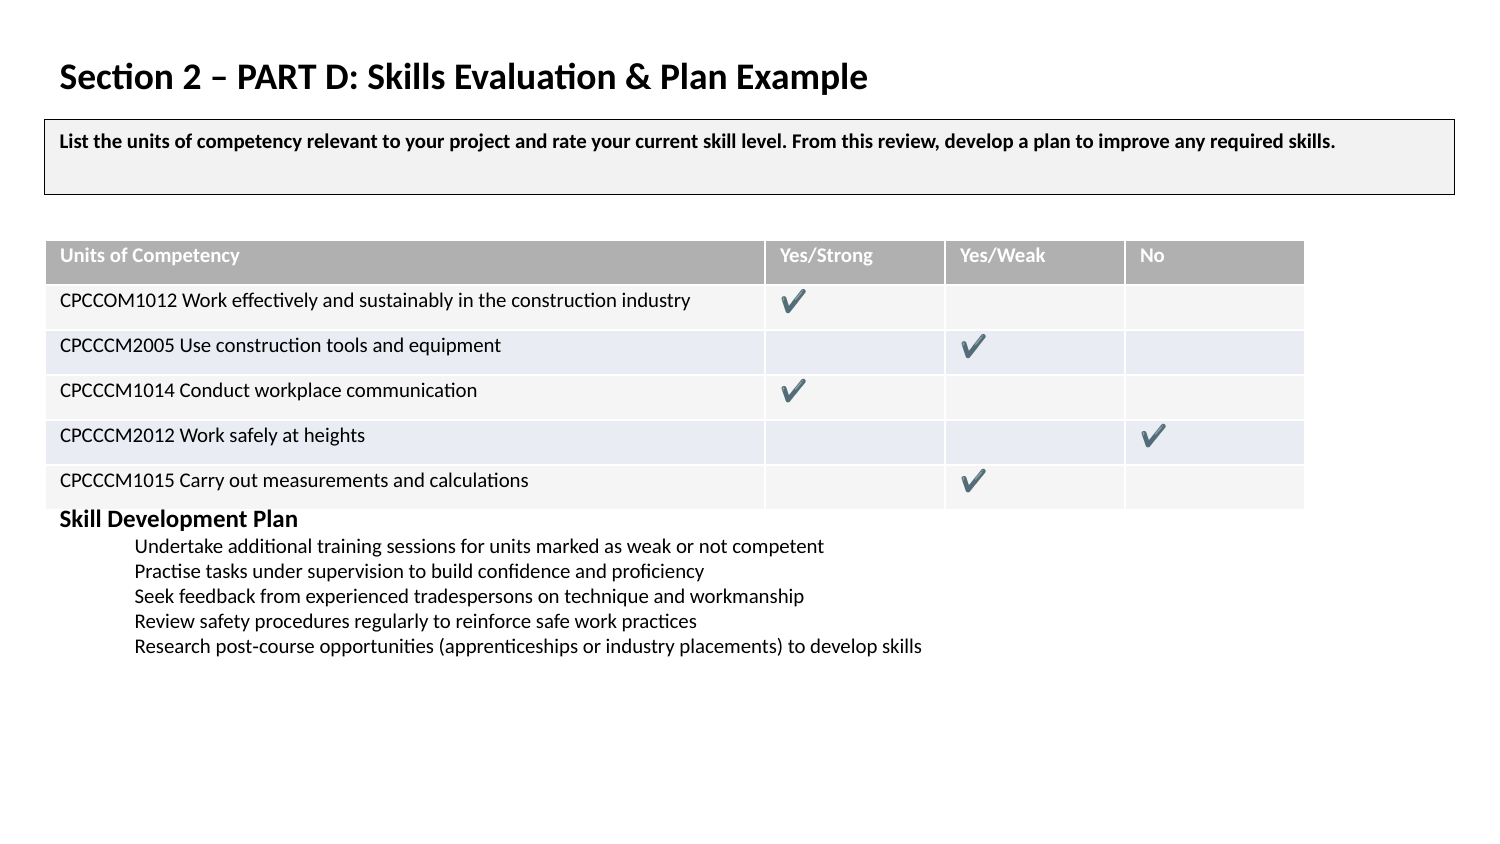 Section 2 – PART D: Skills Evaluation & Plan Example
List the units of competency relevant to your project and rate your current skill level. From this review, develop a plan to improve any required skills.
Units of Competency Yes/Strong Yes/Weak No
CPCCOM1012 Work effectively and sustainably in the construction industry ✔
CPCCCM2005 Use construction tools and equipment ✔
CPCCCM1014 Conduct workplace communication ✔
CPCCCM2012 Work safely at heights ✔
CPCCCM1015 Carry out measurements and calculations ✔
Skill Development Plan
Undertake additional training sessions for units marked as weak or not competent
Practise tasks under supervision to build confidence and proficiency
Seek feedback from experienced tradespersons on technique and workmanship
Review safety procedures regularly to reinforce safe work practices
Research post-course opportunities (apprenticeships or industry placements) to develop skills